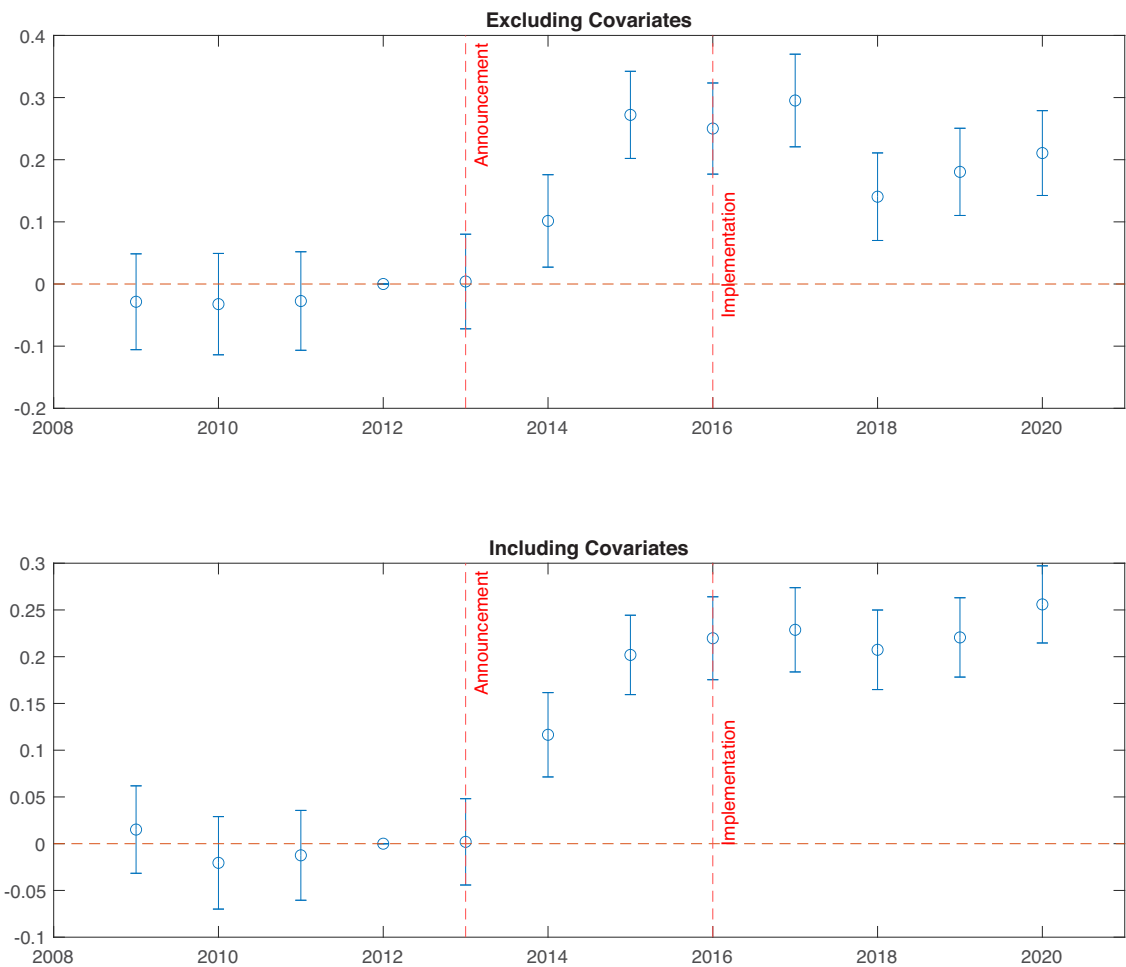 Excluding Covariates
0.4
0.3
0.2
0.1
0
-0.1
-0.2
Announcement
Implementation
2008 2010 2012 2014 2016 2018 2020
Including Covariates
0.3
0.25
0.2
0.15
0.1
0.05
0
-0.05
-0.1
Announcement
Implementation
2008 2010 2012 2014 2016 2018 2020